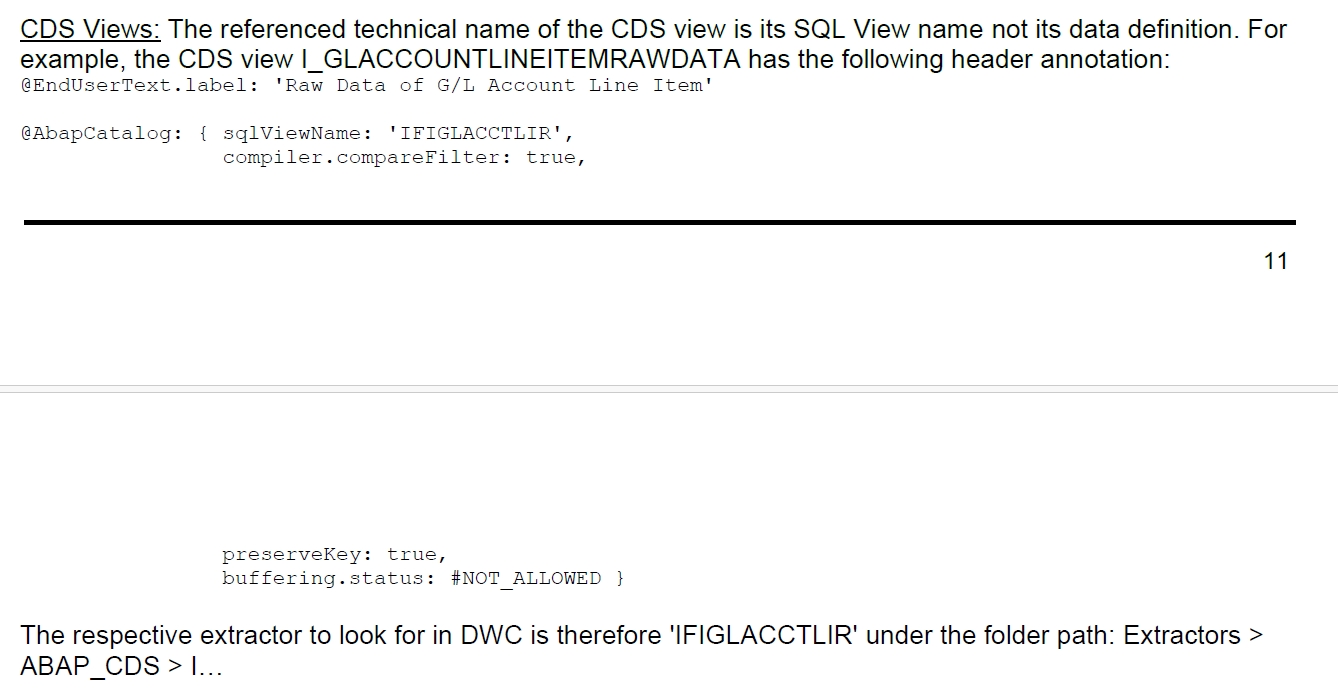 CDS Views: The referenced technical name of the CDS view is its SQL View name not its data definition. For
example, the CDS view I_GLACCOUNTLINEITEMRAWDATA has the following header annotation:
@EndUserText.label: 'Raw Data of G/L Account Line Item'
@AbapCatalog: { sqlViewName: 'IFIGLACCTLIR',
compiler.compareFilter: true,
11
preserveKey: true,
buffering.status: #NOT_ALLOWED }
The respective extractor to look for in DWC is therefore 'IFIGLACCTLIR' under the folder path: Extractors >
ABAP_CDS > I...